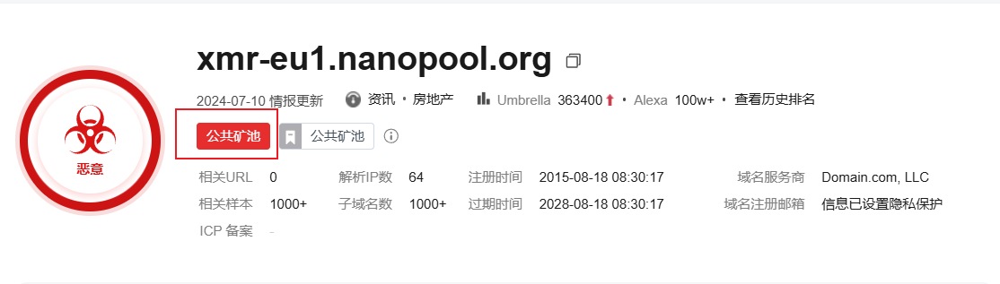 xmr-eu1.nanopool.org
2024-07-10 情报更新 资讯 · 房地产 Umbrella 363400 · Alexa 100w+ · 查看历史排名
恶意
公共矿池 公共矿池
相关URL 0 解析IP数 64 注册时间 2015-08-18 08:30:17 域名服务商 Domain.com, LLC
相关样本 1000+ 子域名数 1000+ 过期时间 2028-08-18 08:30:17 域名注册邮箱 信息已设置隐私保护
ICP 备案 -